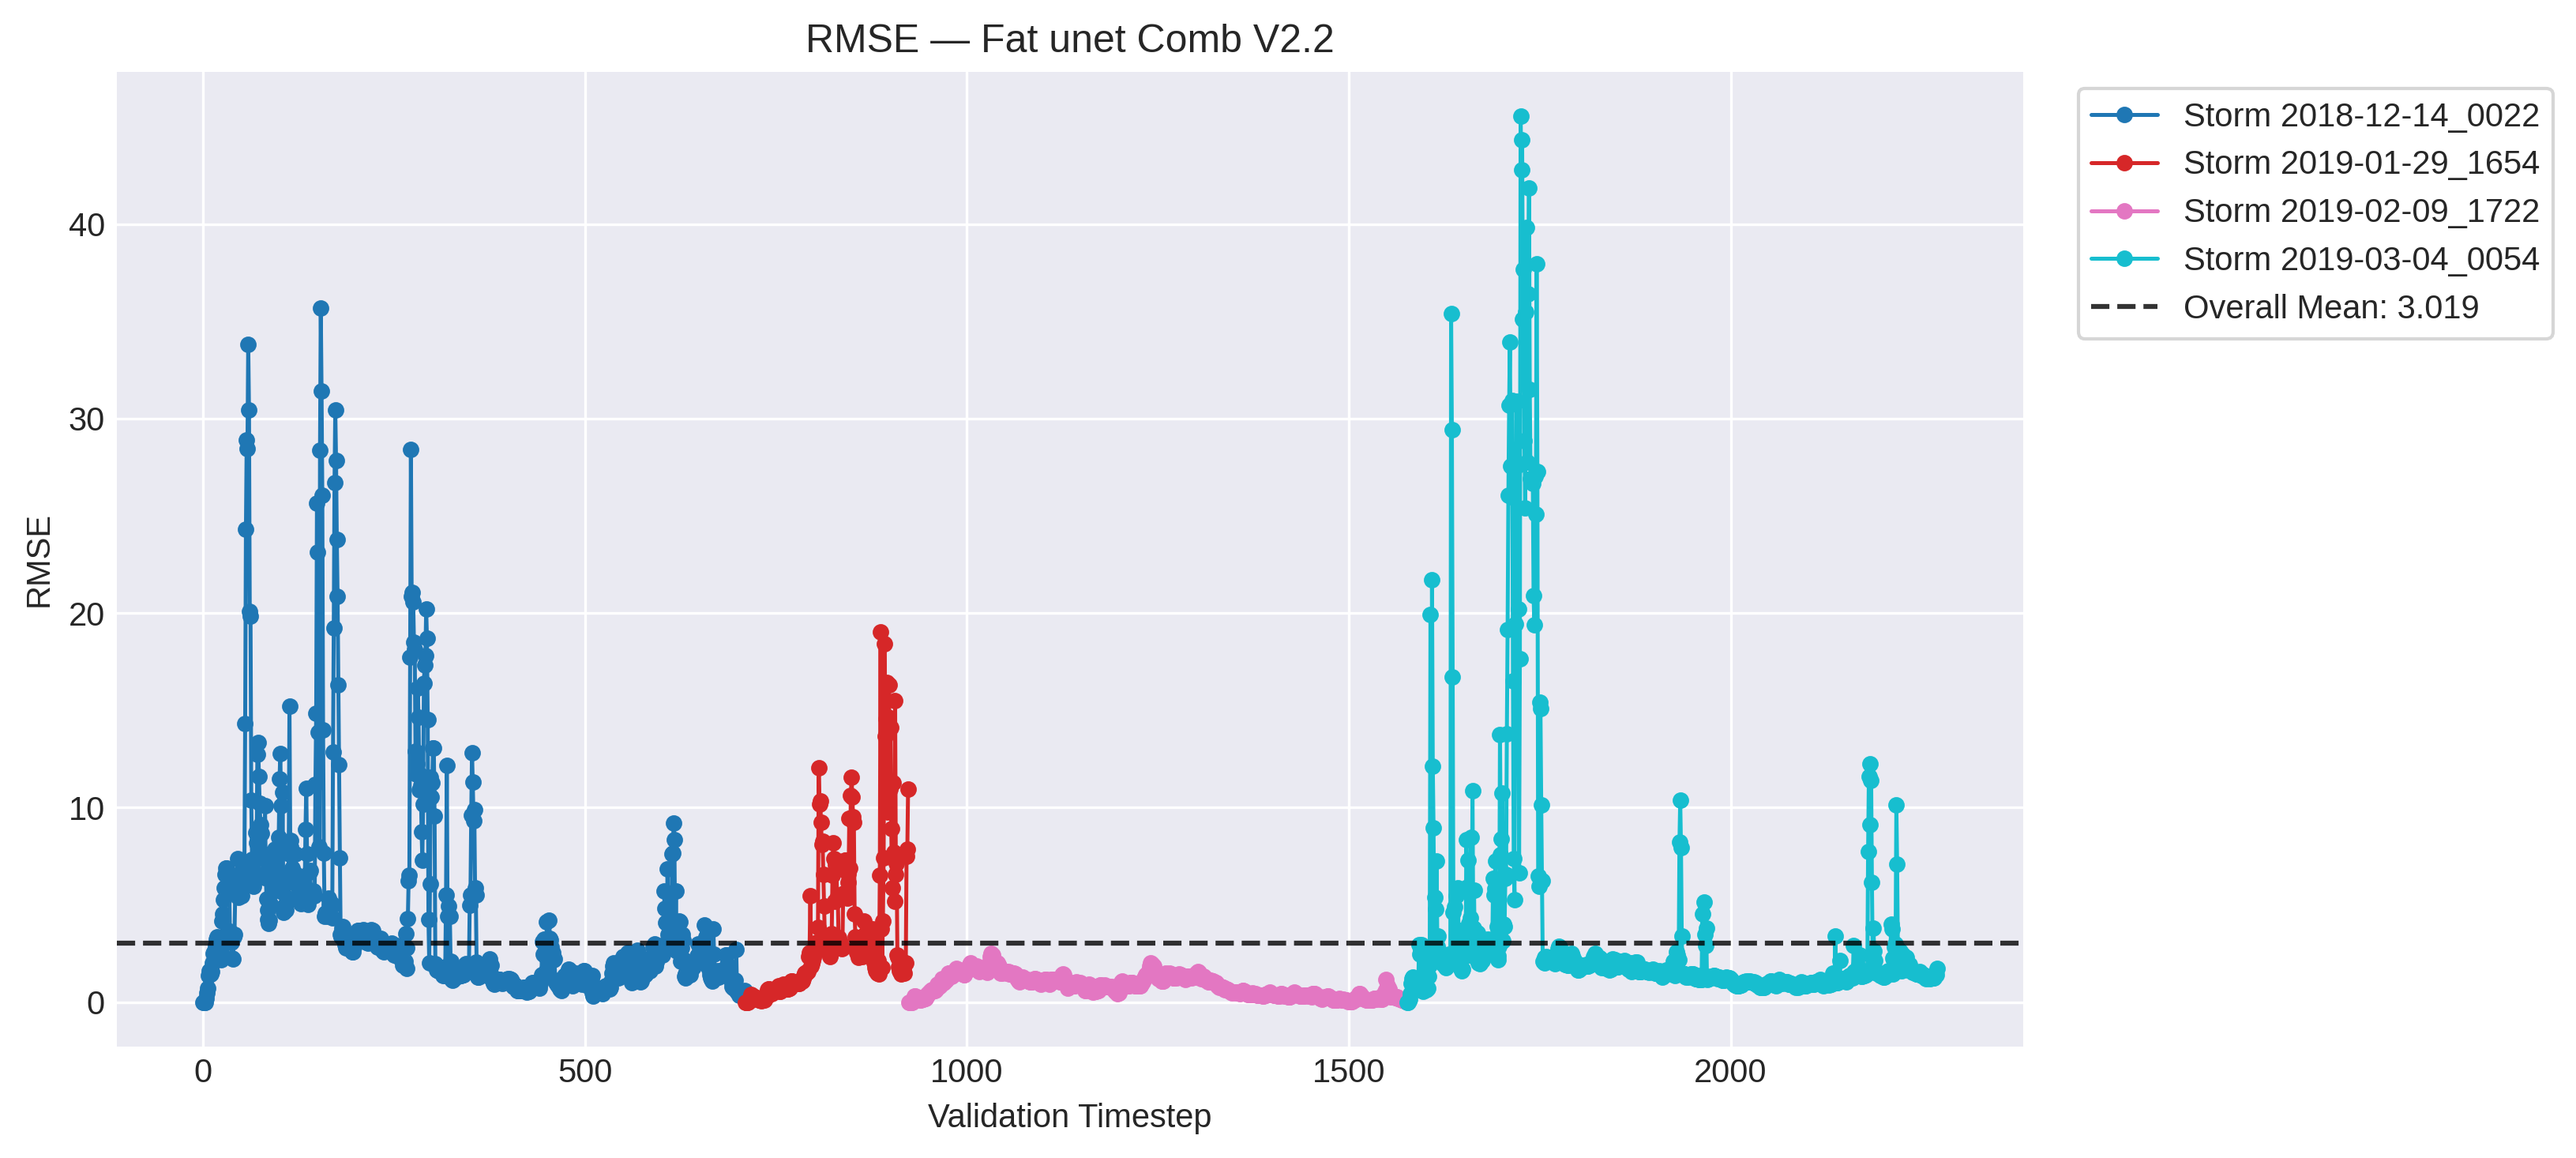 RMSE — Fat unet Comb V2.2
Storm 2018-12-14_0022
Storm 2019-01-29_1654
Storm 2019-02-09_1722
Storm 2019-03-04_0054
Overall Mean: 3.019
RMSE
40
30
20
10
0
0 500 1000 1500 2000
Validation Timestep